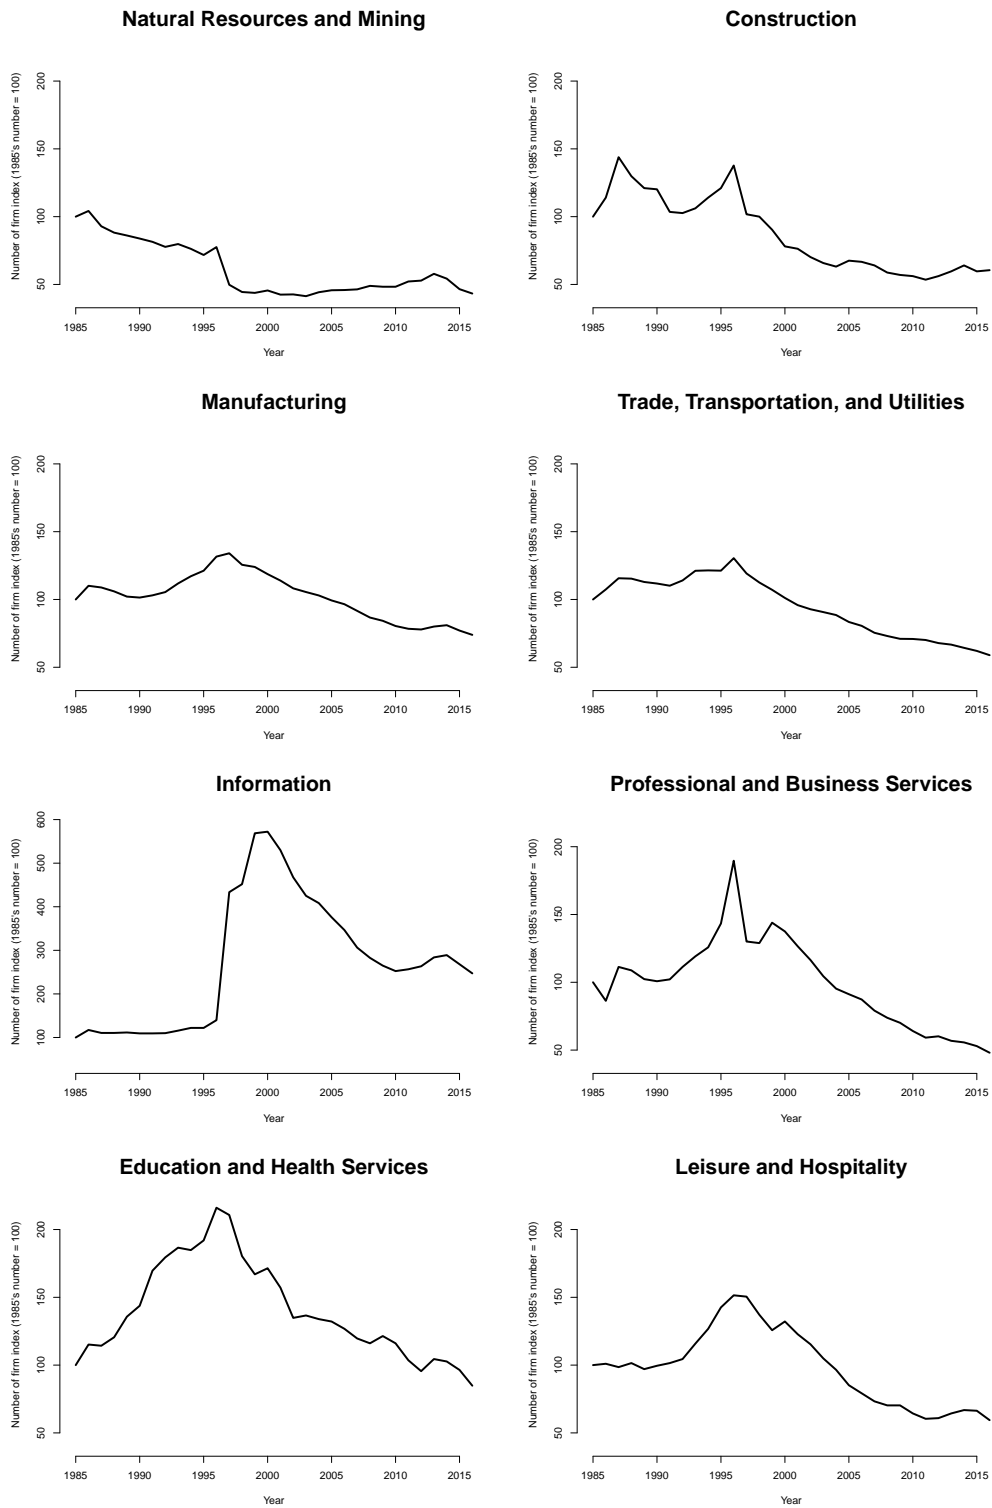 Natural Resources and Mining
Number of firm index (1985's number = 100)
200
150
100
50
1985 1990 1995 2000 2005 2010 2015
Year
Construction
Number of firm index (1985's number = 100)
200
150
100
50
1985 1990 1995 2000 2005 2010 2015
Year
Manufacturing
Number of firm index (1985's number = 100)
200
150
100
50
1985 1990 1995 2000 2005 2010 2015
Year
Trade, Transportation, and Utilities
Number of firm index (1985's number = 100)
200
150
100
50
1985 1990 1995 2000 2005 2010 2015
Year
Information
Number of firm index (1985's number = 100)
600
500
400
300
200
100
1985 1990 1995 2000 2005 2010 2015
Year
Professional and Business Services
Number of firm index (1985's number = 100)
200
150
100
50
1985 1990 1995 2000 2005 2010 2015
Year
Education and Health Services
Number of firm index (1985's number = 100)
200
150
100
50
1985 1990 1995 2000 2005 2010 2015
Year
Leisure and Hospitality
Number of firm index (1985's number = 100)
200
150
100
50
1985 1990 1995 2000 2005 2010 2015
Year